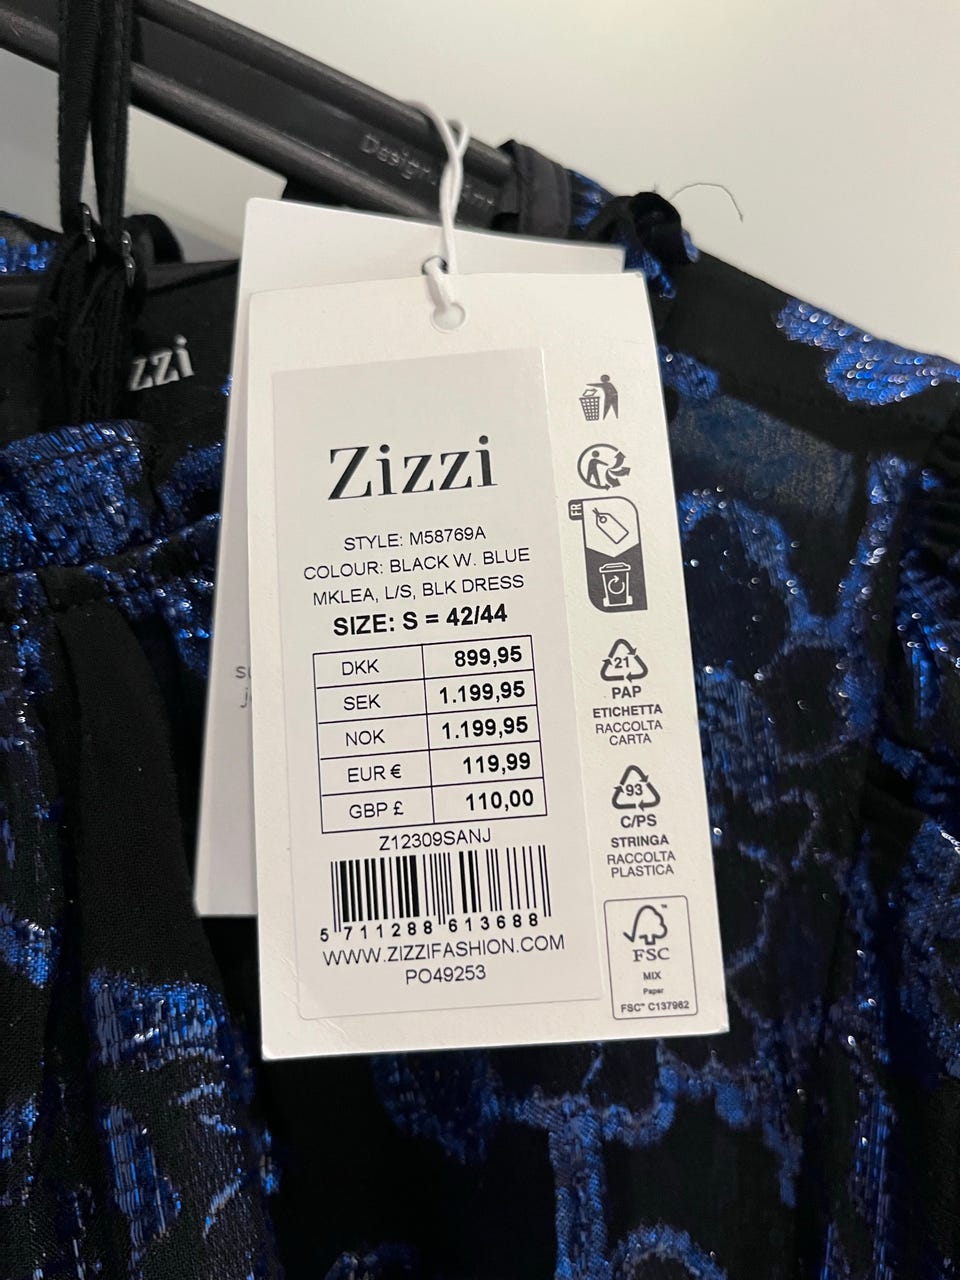 Design
zzi
Zizzi
STYLE: M58769A
COLOUR: BLACK W. BLUE
MKLEA, L/S, BLK DRESS
SIZE: S = 42/44
DKK 899,95
SEK 1.199,95
NOK 1.199,95
EUR € 119,99
GBP £ 110,00
Z12309SANJ
5 711288 613688
WWW.ZIZZIFASHION.COM
PO49253
FR
21
PAP
ETICHETTA
RACCOLTA
CARTA
93
C/PS
STRINGA
RACCOLTA
PLASTICA
FSC
MIX
Paper
FSC™ C137962